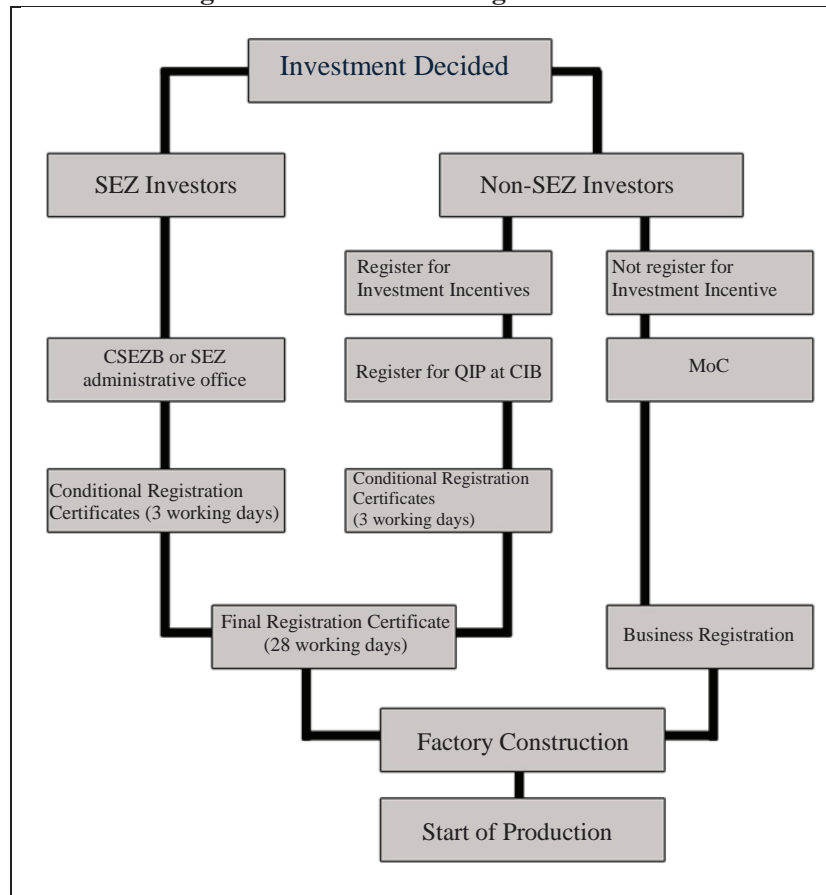 Investment Decided
SEZ Investors
Non-SEZ Investors
Register for
Investment Incentives
Not register for
Investment Incentive
CSEZB or SEZ
administrative office
Register for QIP at CIB
MoC
Conditional Registration
Certificates (3 working days)
Conditional Registration
Certificates
(3 working days)
Final Registration Certificate
(28 working days)
Business Registration
Factory Construction
Start of Production